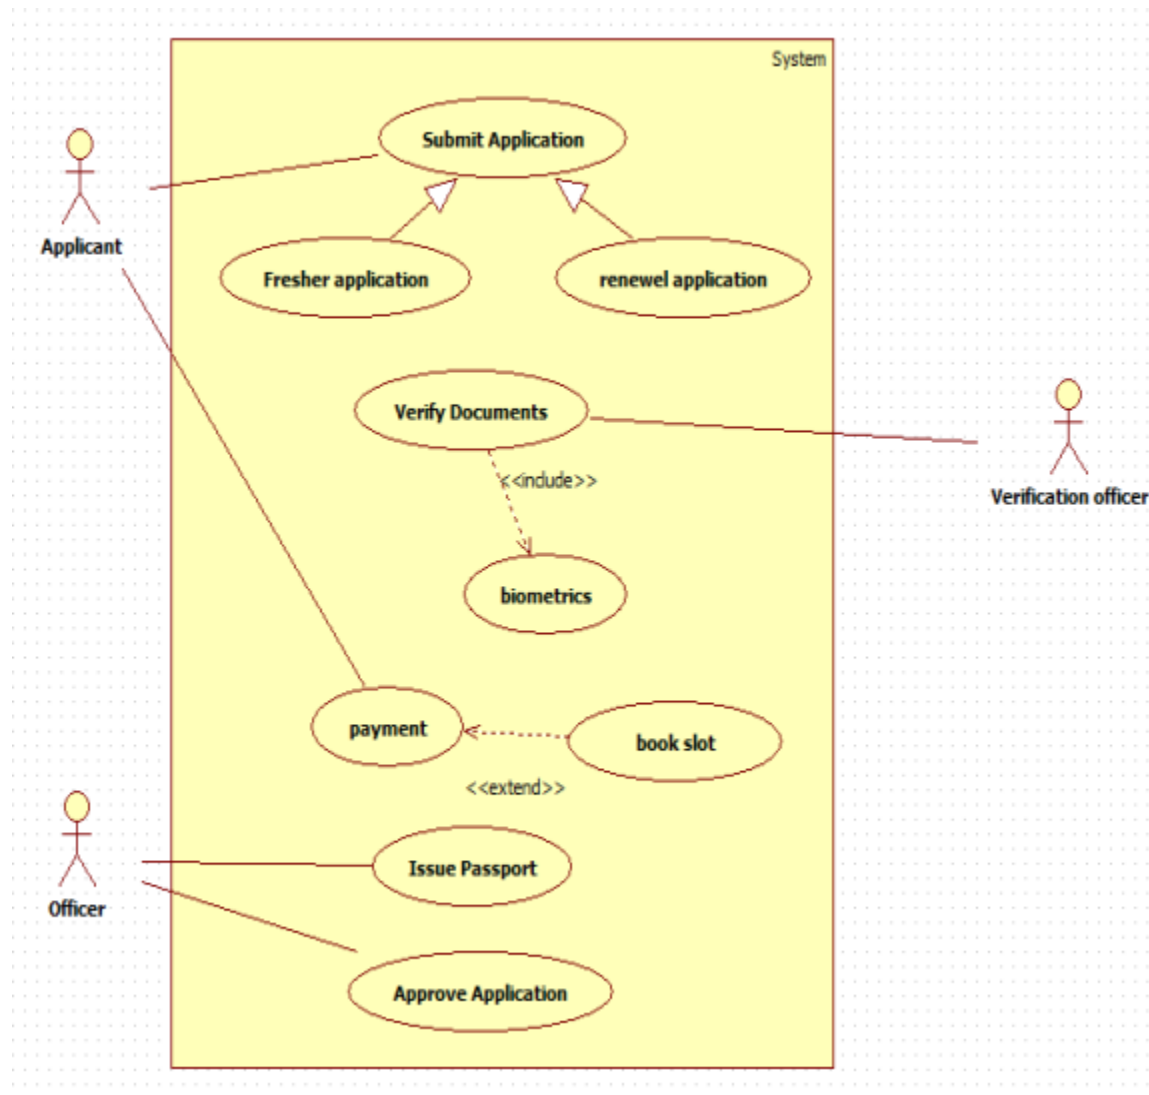 System
Submit Application
Applicant
Fresher application
renewel application
Verify Documents
<<include>>
Verification officer
biometrics
payment
book slot
<<extend>>
Issue Passport
Officer
Approve Application